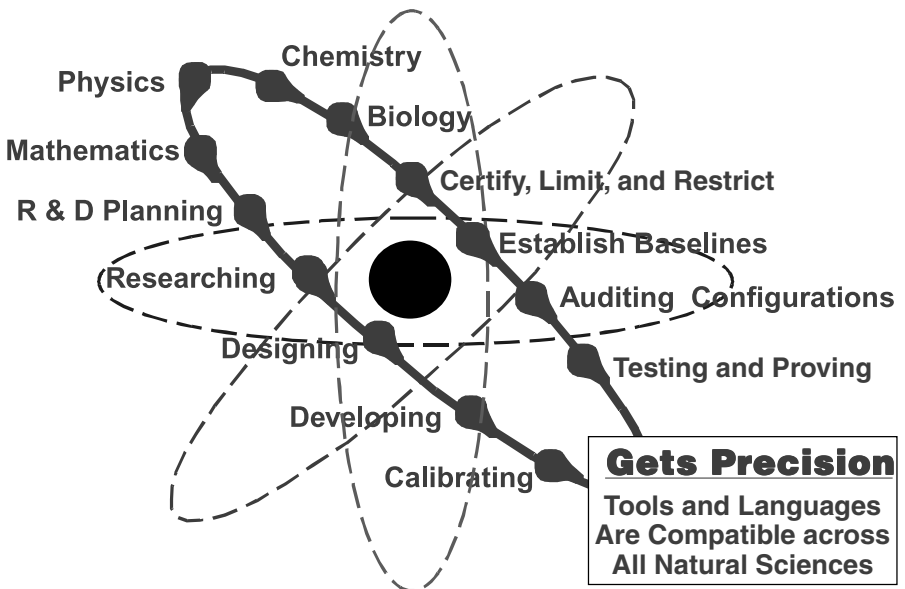 Chemistry
Physics
Biology
Mathematics
Certify, Limit, and Restrict
R & D Planning
Establish Baselines
Researching
Auditing Configurations
Designing
Testing and Proving
Developing
Calibrating
Gets Precision
Tools and Languages
Are Compatible across
All Natural Sciences